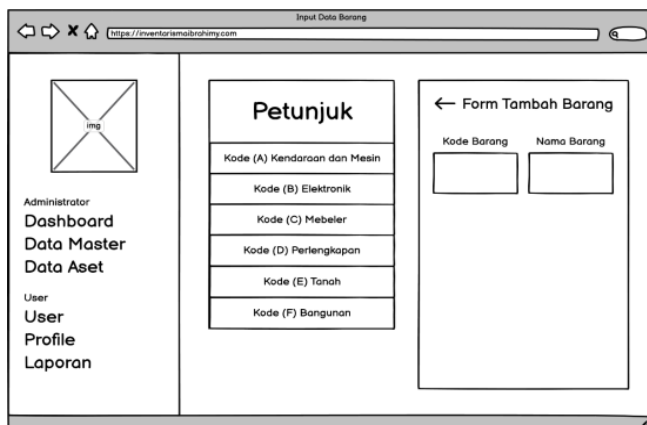 Input Data Barang
https://inventarismaibrahimy.com
img
Administrator
Dashboard
Data Master
Data Aset
User
User
Profile
Laporan
Petunjuk
Kode (A) Kendaraan dan Mesin
Kode (B) Elektronik
Kode (C) Mebeler
Kode (D) Perlengkapan
Kode (E) Tanah
Kode (F) Bangunan
Form Tambah Barang
Kode Barang
Nama Barang